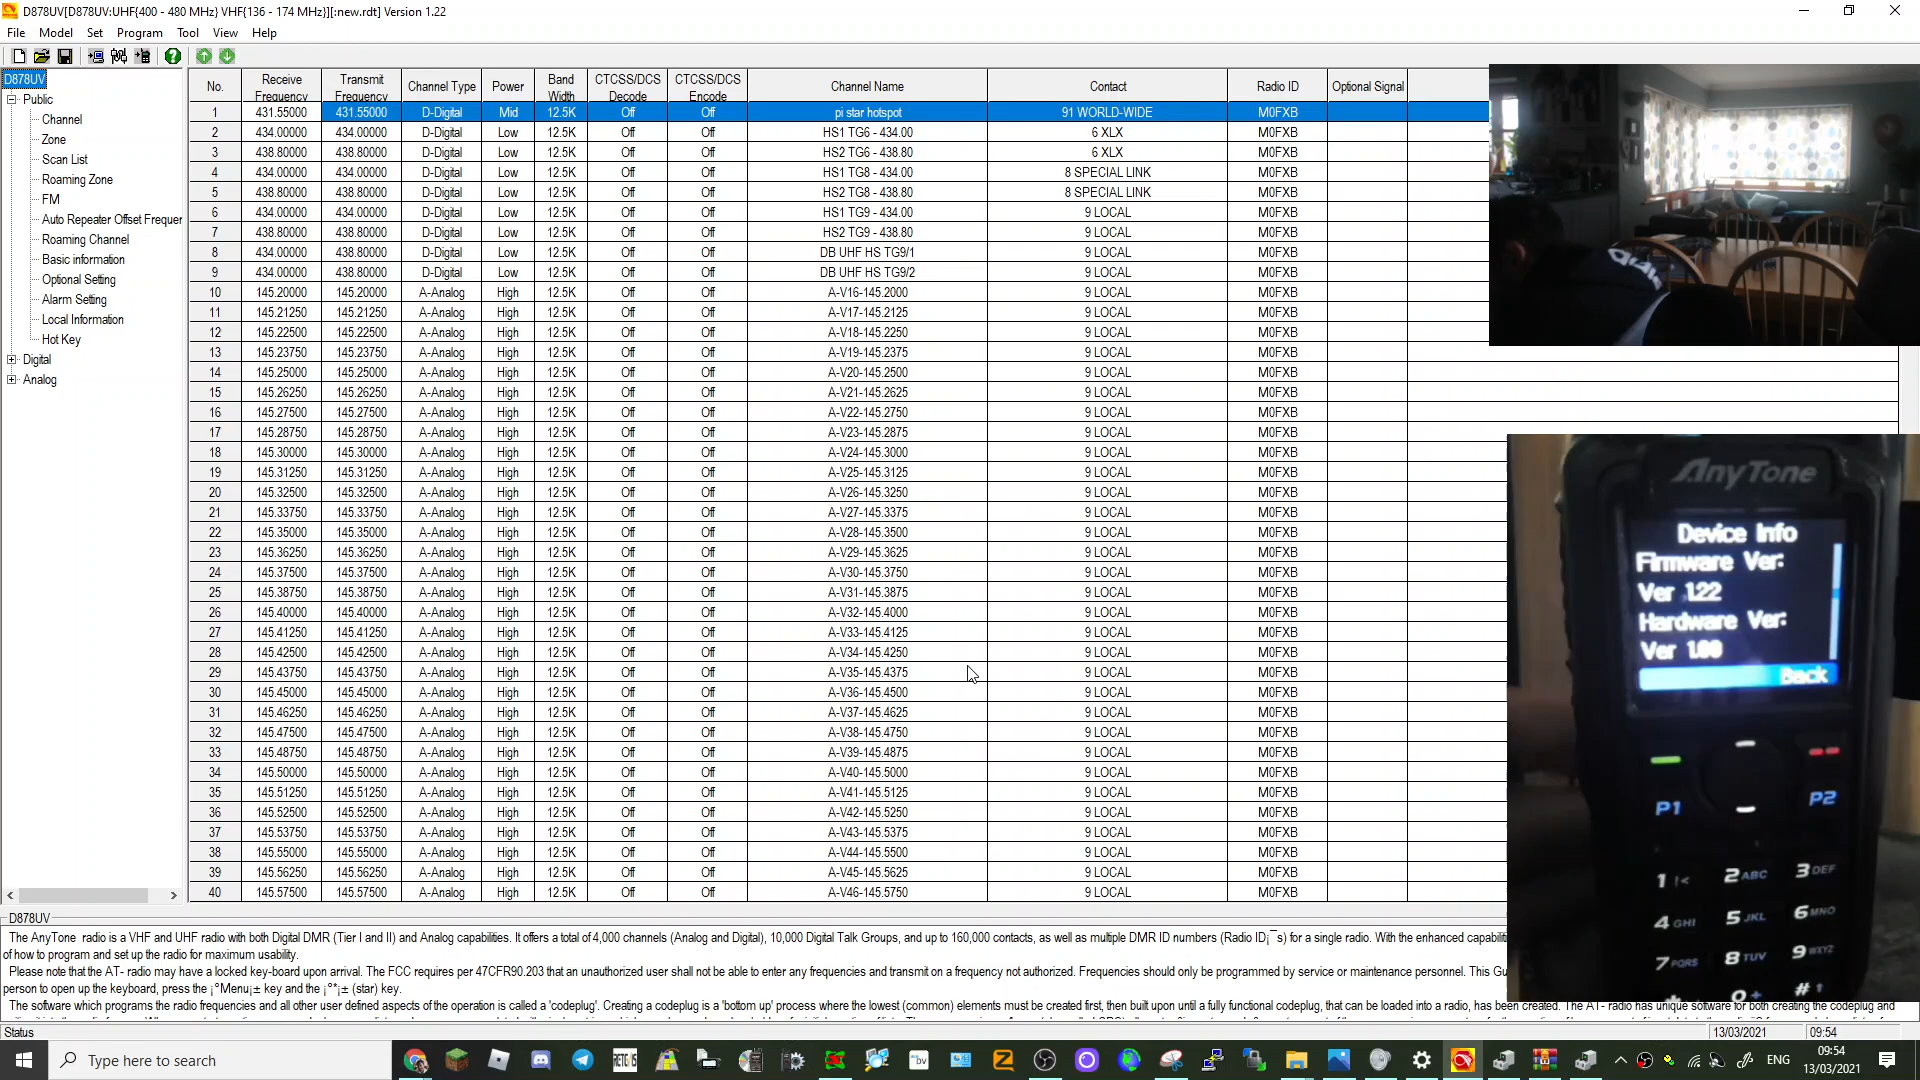 D878UV[D878UV:UHF{400 - 480 MHz} VHF{136 - 174 MHz}][:new.rdt] Version 1.22
File Model Set Program Tool View Help
D878UV
Public
Channel
Zone
Scan List
Roaming Zone
FM
Auto Repeater Offset Frequer
Roaming Channel
Basic information
Optional Setting
Alarm Setting
Local Information
Hot Key
Digital
Analog
No. Receive Frequency Transmit Frequency Channel Type Power Band Width CTCSS/DCS Decode CTCSS/DCS Encode Channel Name Contact Radio ID Optional Signal
1 431.55000 431.55000 D-Digital Mid 12.5K Off Off pi star hotspot 91 WORLD-WIDE M0FXB
2 434.00000 434.00000 D-Digital Low 12.5K Off Off HS1 TG6 - 434.00 6 XLX M0FXB
3 438.80000 438.80000 D-Digital Low 12.5K Off Off HS2 TG6 - 438.80 6 XLX M0FXB
4 434.00000 434.00000 D-Digital Low 12.5K Off Off HS1 TG8 - 434.00 8 SPECIAL LINK M0FXB
5 438.80000 438.80000 D-Digital Low 12.5K Off Off HS2 TG8 - 438.80 8 SPECIAL LINK M0FXB
6 434.00000 434.00000 D-Digital Low 12.5K Off Off HS1 TG9 - 434.00 9 LOCAL M0FXB
7 438.80000 438.80000 D-Digital Low 12.5K Off Off HS2 TG9 - 438.80 9 LOCAL M0FXB
8 434.00000 438.80000 D-Digital Low 12.5K Off Off DB UHF HS TG9/1 9 LOCAL M0FXB
9 434.00000 438.80000 D-Digital Low 12.5K Off Off DB UHF HS TG9/2 9 LOCAL M0FXB
10 145.20000 145.20000 A-Analog High 12.5K Off Off A-V16-145.2000 9 LOCAL M0FXB
11 145.21250 145.21250 A-Analog High 12.5K Off Off A-V17-145.2125 9 LOCAL M0FXB
12 145.22500 145.22500 A-Analog High 12.5K Off Off A-V18-145.2250 9 LOCAL M0FXB
13 145.23750 145.23750 A-Analog High 12.5K Off Off A-V19-145.2375 9 LOCAL M0FXB
14 145.25000 145.25000 A-Analog High 12.5K Off Off A-V20-145.2500 9 LOCAL M0FXB
15 145.26250 145.26250 A-Analog High 12.5K Off Off A-V21-145.2625 9 LOCAL M0FXB
16 145.27500 145.27500 A-Analog High 12.5K Off Off A-V22-145.2750 9 LOCAL M0FXB
17 145.28750 145.28750 A-Analog High 12.5K Off Off A-V23-145.2875 9 LOCAL M0FXB
18 145.30000 145.30000 A-Analog High 12.5K Off Off A-V24-145.3000 9 LOCAL M0FXB
19 145.31250 145.31250 A-Analog High 12.5K Off Off A-V25-145.3125 9 LOCAL M0FXB
20 145.32500 145.32500 A-Analog High 12.5K Off Off A-V26-145.3250 9 LOCAL M0FXB
21 145.33750 145.33750 A-Analog High 12.5K Off Off A-V27-145.3375 9 LOCAL M0FXB
22 145.35000 145.35000 A-Analog High 12.5K Off Off A-V28-145.3500 9 LOCAL M0FXB
23 145.36250 145.36250 A-Analog High 12.5K Off Off A-V29-145.3625 9 LOCAL M0FXB
24 145.37500 145.37500 A-Analog High 12.5K Off Off A-V30-145.3750 9 LOCAL M0FXB
25 145.38750 145.38750 A-Analog High 12.5K Off Off A-V31-145.3875 9 LOCAL M0FXB
26 145.40000 145.40000 A-Analog High 12.5K Off Off A-V32-145.4000 9 LOCAL M0FXB
27 145.41250 145.41250 A-Analog High 12.5K Off Off A-V33-145.4125 9 LOCAL M0FXB
28 145.42500 145.42500 A-Analog High 12.5K Off Off A-V34-145.4250 9 LOCAL M0FXB
29 145.43750 145.43750 A-Analog High 12.5K Off Off A-V35-145.4375 9 LOCAL M0FXB
30 145.45000 145.45000 A-Analog High 12.5K Off Off A-V36-145.4500 9 LOCAL M0FXB
31 145.46250 145.46250 A-Analog High 12.5K Off Off A-V37-145.4625 9 LOCAL M0FXB
32 145.47500 145.47500 A-Analog High 12.5K Off Off A-V38-145.4750 9 LOCAL M0FXB
33 145.48750 145.48750 A-Analog High 12.5K Off Off A-V39-145.4875 9 LOCAL M0FXB
34 145.50000 145.50000 A-Analog High 12.5K Off Off A-V40-145.5000 9 LOCAL M0FXB
35 145.51250 145.51250 A-Analog High 12.5K Off Off A-V41-145.5125 9 LOCAL M0FXB
36 145.52500 145.52500 A-Analog High 12.5K Off Off A-V42-145.5250 9 LOCAL M0FXB
37 145.53750 145.53750 A-Analog High 12.5K Off Off A-V43-145.5375 9 LOCAL M0FXB
38 145.55000 145.55000 A-Analog High 12.5K Off Off A-V44-145.5500 9 LOCAL M0FXB
39 145.56250 145.56250 A-Analog High 12.5K Off Off A-V45-145.5625 9 LOCAL M0FXB
40 145.57500 145.57500 A-Analog High 12.5K Off Off A-V46-145.5750 9 LOCAL M0FXB
AnyTone
Device Info
Firmware Ver:
Ver 1.22
Hardware Ver:
Ver 1.00
Back
P1 P2
1 2 ABC 3 DEF
4 GHI 5 JKL 6 MNO
7 PQRS 8 TUV 9 WXYZ
* 0 + #
D878UV
The AnyTone radio is a VHF and UHF radio with both Digital DMR (Tier I and II) and Analog capabilities. It offers a total of 4,000 channels (Analog and Digital), 10,000 Digital Talk Groups, and up to 160,000 contacts, as well as multiple DMR ID numbers (Radio ID¡¯s) for a single radio. With the enhanced capabiliti
of how to program and set up the radio for maximum usability.
Please note that the AT- radio may have a locked key-board upon arrival. The FCC requires per 47CFR90.203 that an unauthorized user shall not be able to enter any frequencies and transmit on a frequency not authorized. Frequencies should only be programmed by service or maintenance personnel. This Gu
person to open up the keyboard, press the ¡°Menu¡± key and the ¡°*¡± (star) key.
The software which programs the radio frequencies and all other user defined aspects of the operation is called a 'codeplug'. Creating a codeplug is a 'bottom up' process where the lowest (common) elements must be created first, then built upon until a fully functional codeplug, that can be loaded into a radio, has been created. The AT- radio has unique software for both creating the codeplug and
Status 13/03/2021 09:54
Type here to search
RETGVIS
bv
ENG
09:54
13/03/2021